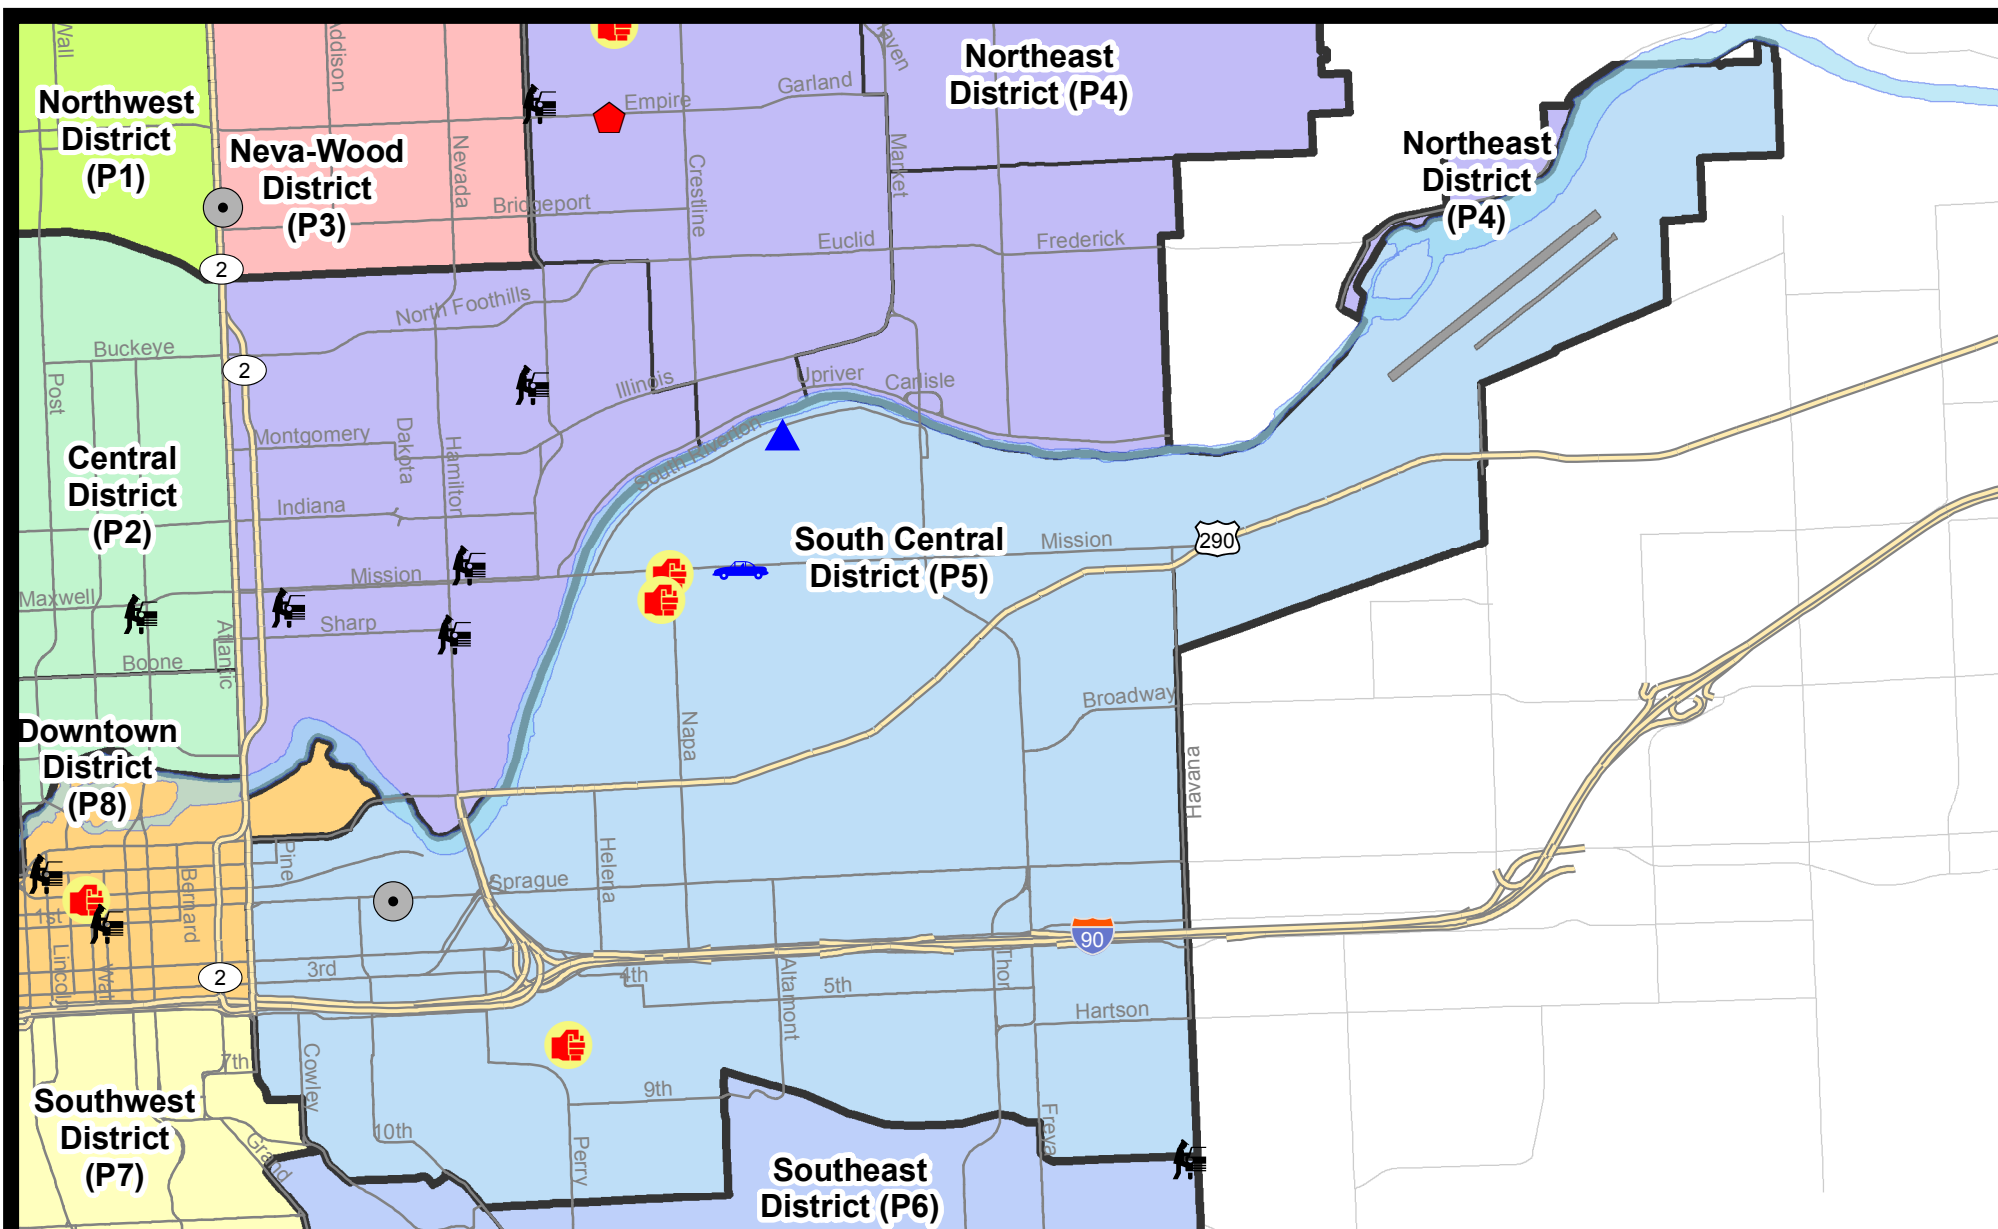 Wall
Addison
Northwest
District
(P1)
Neva-Wood
District
(P3)
Nevada
Empire
Garland
Northeast
District (P4)
Crestline
Market
Northeast
District
(P4)
Bridgeport
Euclid
Frederick
2
North Foothills
Buckeye
2
Post
Illinois
Upriver
Carlisle
Montgomery
Dakota
Hamilton
South Riverton
Central
District
(P2)
Indiana
South Central
District (P5)
Mission
290
Mission
Maxwell
Sharp
Atlantic
Boone
Broadway
Napa
Havana
Downtown
District
(P8)
Pine
Helena
Bernard
Sprague
1st
Lincoln
90
3rd
4th
5th
2
Altamont
Thor
Hartson
7th
Cowley
9th
Southwest
District
(P7)
10th
Grand
Perry
Freya
Southeast
District (P6)